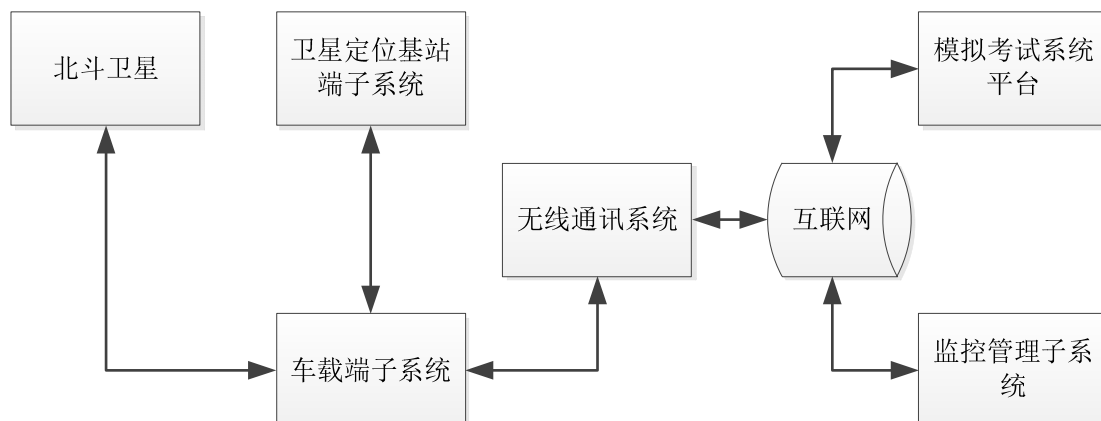 北斗卫星
卫星定位基站
端子系统
模拟考试系统
平台
无线通讯系统
互联网
车载端子系统
监控管理子系
统